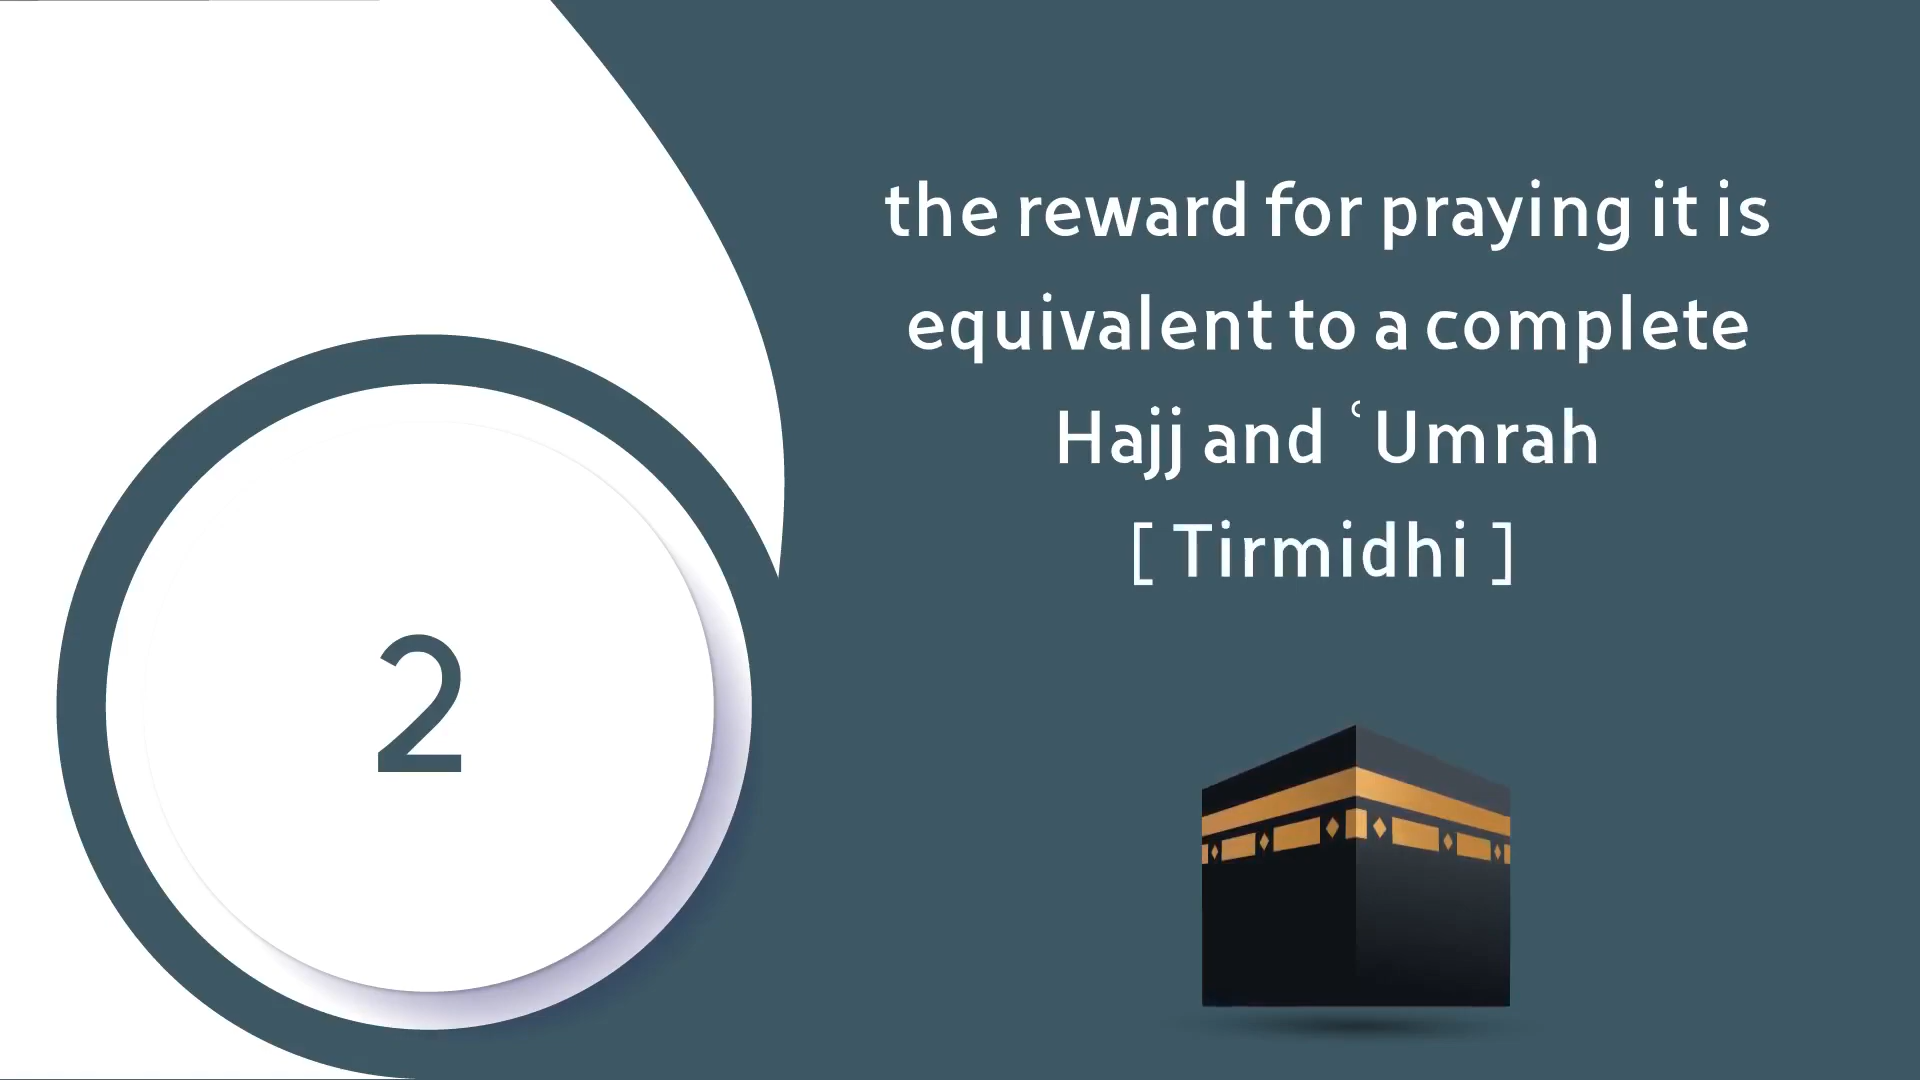 2
the reward for praying it is
equivalent to a complete
Hajj and ʿUmrah
[ Tirmidhi ]